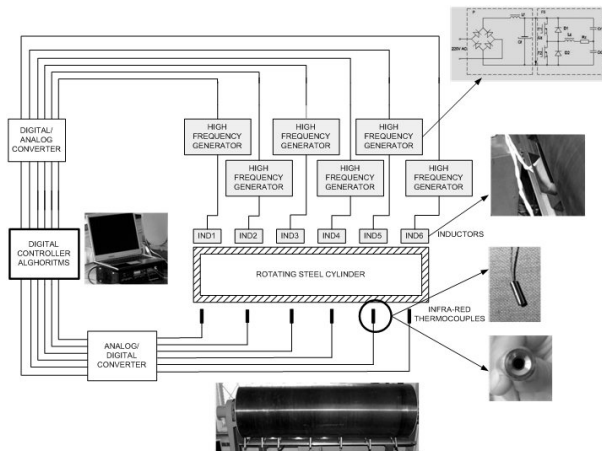 220V AC
DIGITAL/
ANALOG
CONVERTER
HIGH
FREQUENCY
GENERATOR
HIGH
FREQUENCY
GENERATOR
HIGH
FREQUENCY
GENERATOR
HIGH
FREQUENCY
GENERATOR
HIGH
FREQUENCY
GENERATOR
HIGH
FREQUENCY
GENERATOR
DIGITAL
CONTROLLER
ALGHORITMS
IND1
IND2
IND3
IND4
IND5
IND6
INDUCTORS
ROTATING STEEL CYLINDER
INFRA-RED
THERMOCOUPLES
ANALOG/
DIGITAL
CONVERTER